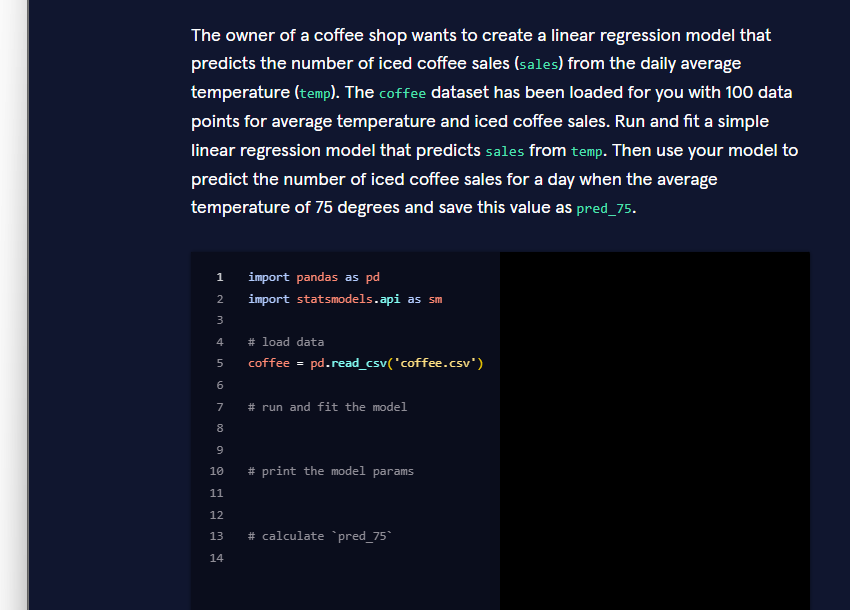 The owner of a coffee shop wants to create a linear regression model that
predicts the number of iced coffee sales (sales) from the daily average
temperature (temp). The coffee dataset has been loaded for you with 100 data
points for average temperature and iced coffee sales. Run and fit a simple
linear regression model that predicts sales from temp. Then use your model to
predict the number of iced coffee sales for a day when the average
temperature of 75 degrees and save this value as pred_75.
1 import pandas as pd
2 import statsmodels.api as sm
3
4 # load data
5 coffee = pd.read_csv('coffee.csv')
6
7 # run and fit the model
8
9
10 # print the model params
11
12
13 # calculate `pred_75`
14